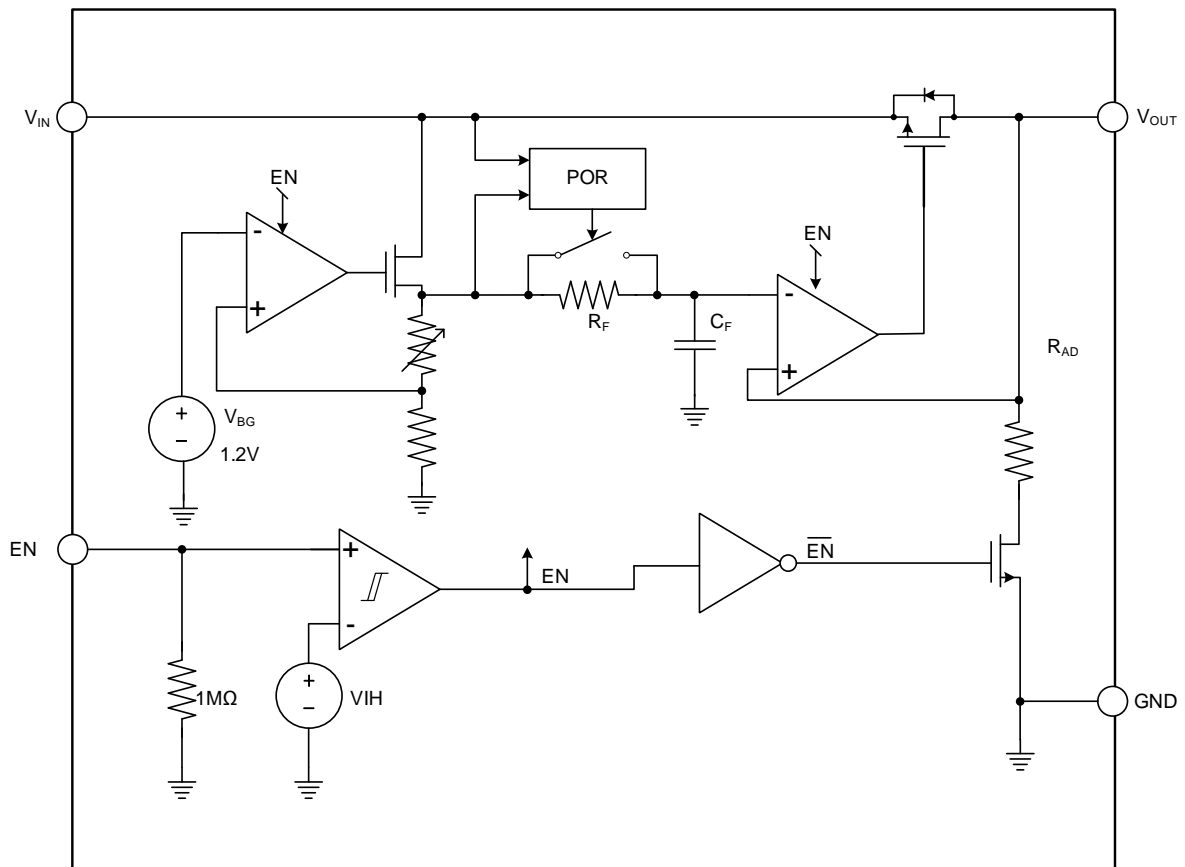 VIN
VOUT
POR
EN
-
+
RF
CF
EN
-
+
RAD
+
-
VBG
1.2V
EN
+
-
EN
EN
+
-
VIH
1MΩ
GND